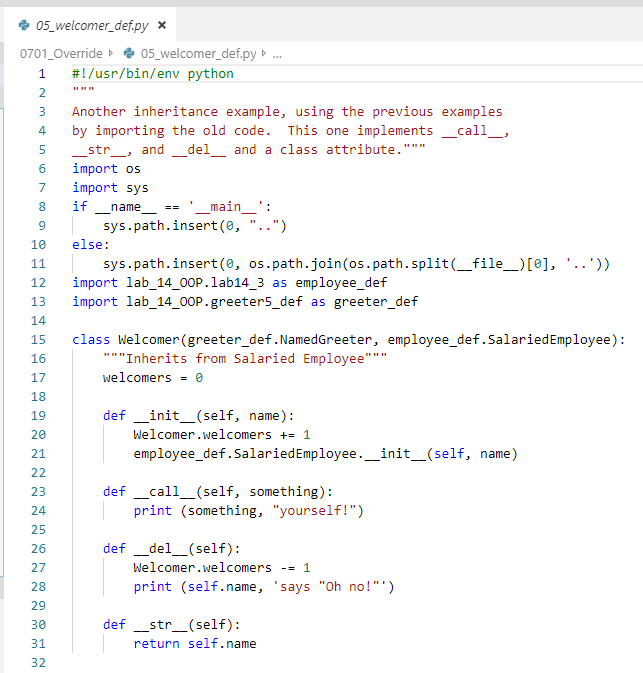 05_welcomer_def.py ×
0701_Override 05_welcomer_def.py ...
1 #!/usr/bin/env python
2 """
3 Another inheritance example, using the previous examples
4 by importing the old code.  This one implements __call__,
5 __str__, and __del__ and a class attribute."""
6 import os
7 import sys
8 if __name__ == '__main__':
9     sys.path.insert(0, "..")
10 else:
11     sys.path.insert(0, os.path.join(os.path.split(__file__)[0], '..'))
12 import lab_14_OOP.lab14_3 as employee_def
13 import lab_14_OOP.greeter5_def as greeter_def
14
15 class Welcomer(greeter_def.NamedGreeter, employee_def.SalariedEmployee):
16     """Inherits from Salaried Employee"""
17     welcomers = 0
18
19     def __init__(self, name):
20         Welcomer.welcomers += 1
21         employee_def.SalariedEmployee.__init__(self, name)
22
23     def __call__(self, something):
24         print (something, "yourself!")
25
26     def __del__(self):
27         Welcomer.welcomers -= 1
28         print (self.name, 'says "Oh no!"')
29
30     def __str__(self):
31         return self.name
32